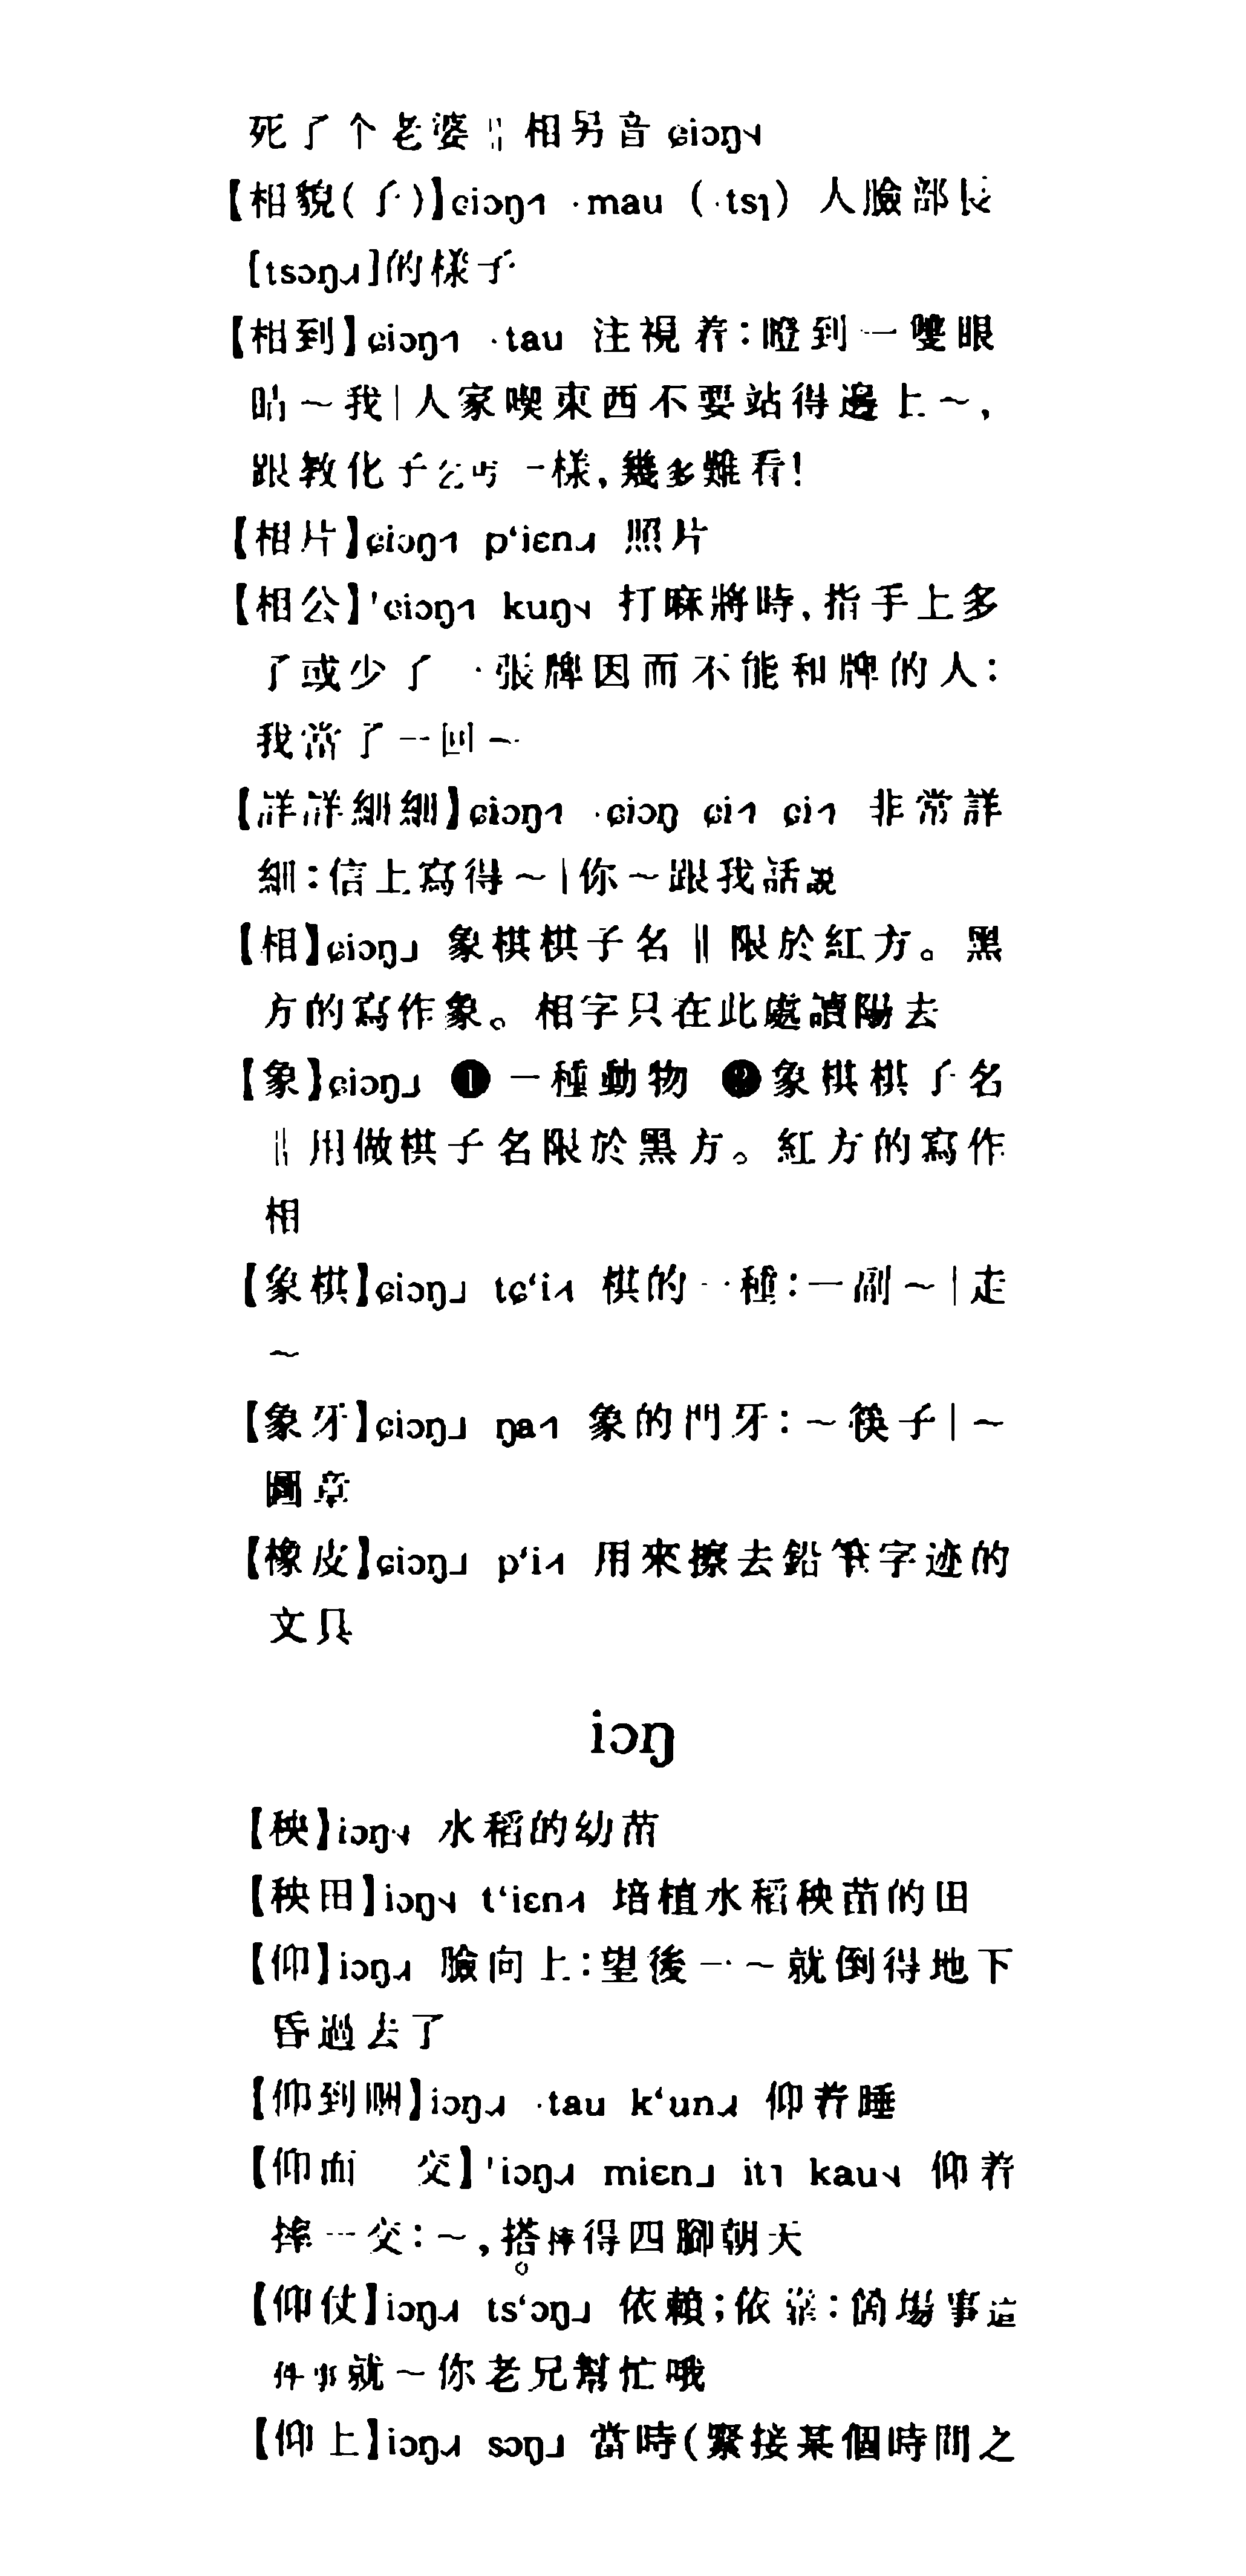 死了个老婆 ‖ 相另音 ɕiɔŋ˧˨
【相貌(子)】ɕiɔŋ˦ ·mau (·tsɿ) 人臉部長
[tsɔŋ˨˩˧]的樣子
【相到】ɕiɔŋ˦ ·tau 注視着：瞪到一雙眼
睛～我|人家喫東西不要站得邊上～，
跟教化子乞丐一樣，幾多難看！
【相片】ɕiɔŋ˦ pʻiɛn˨˩˧ 照片
【相公】'ɕiɔŋ˦ kuŋ˧˨ 打麻將時，指手上多
了或少了一張牌因而不能和牌的人：
我當了一回～
【詳詳細細】ɕiɔŋ˦ ·ɕiɔŋ ɕi˦ ɕi˦ 非常詳
細：信上寫得～|你～跟我話説
【相】ɕiɔŋ˩ 象棋棋子名 ‖ 限於紅方。黑
方的寫作象。相字只在此處讀陽去
【象】ɕiɔŋ˩ ❶一種動物 ❷象棋棋子名
‖ 用做棋子名限於黑方。紅方的寫作
相
【象棋】ɕiɔŋ˩ tɕʻi˨˦ 棋的一種：一副～|走
～
【象牙】ɕiɔŋ˩ ŋa˦ 象的門牙：～筷子|～
圖章
【橡皮】ɕiɔŋ˩ pʻi˨˦ 用來擦去鉛筆字迹的
文具
iɔŋ
【秧】iɔŋ˧˨ 水稻的幼苗
【秧田】iɔŋ˧˨ tʻiɛn˨˦ 培植水稻秧苗的田
【仰】iɔŋ˨˩˧ 臉向上：望後一～就倒得地下
昏過去了
【仰到睏】iɔŋ˨˩˧ ·tau kʻun˨˩˧ 仰着睡
【仰面 交】'iɔŋ˨˩˧ miɛn˩ it˥ kau˧˨ 仰着
摔一交：～，搭摔得四腳朝天
【仰仗】iɔŋ˨˩˧ tsʻɔŋ˩ 依賴；依靠：箇場事這
件事就～你老兄幫忙哦
【仰上】iɔŋ˨˩˧ sɔŋ˩ 當時(緊接某個時間之